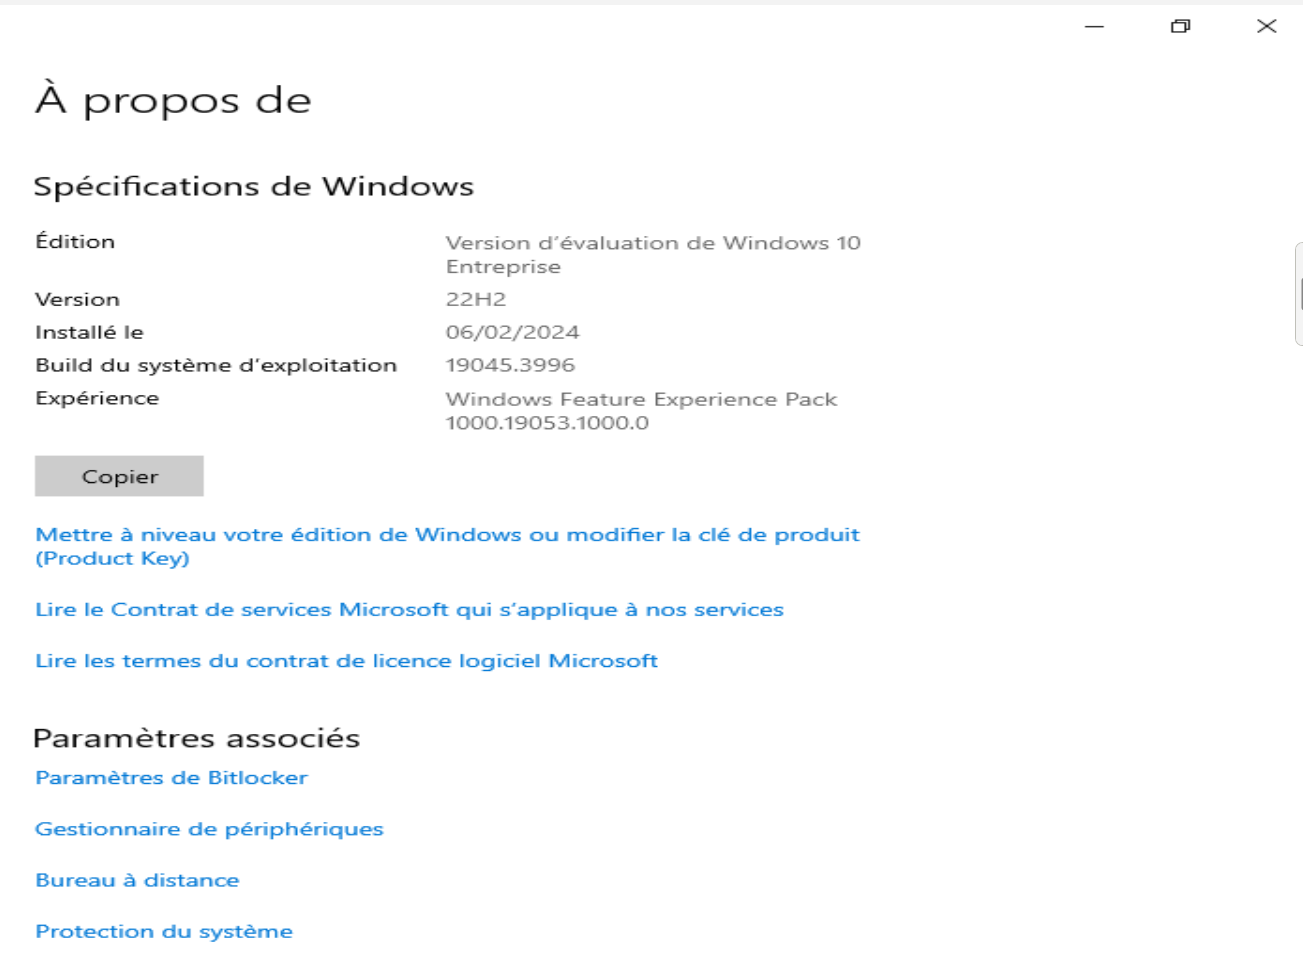 À propos de
Spécifications de Windows
Édition
Version d’évaluation de Windows 10
Entreprise
Version
22H2
Installé le
06/02/2024
Build du système d’exploitation
19045.3996
Expérience
Windows Feature Experience Pack
1000.19053.1000.0
Copier
Mettre à niveau votre édition de Windows ou modifier la clé de produit
(Product Key)
Lire le Contrat de services Microsoft qui s’applique à nos services
Lire les termes du contrat de licence logiciel Microsoft
Paramètres associés
Paramètres de Bitlocker
Gestionnaire de périphériques
Bureau à distance
Protection du système